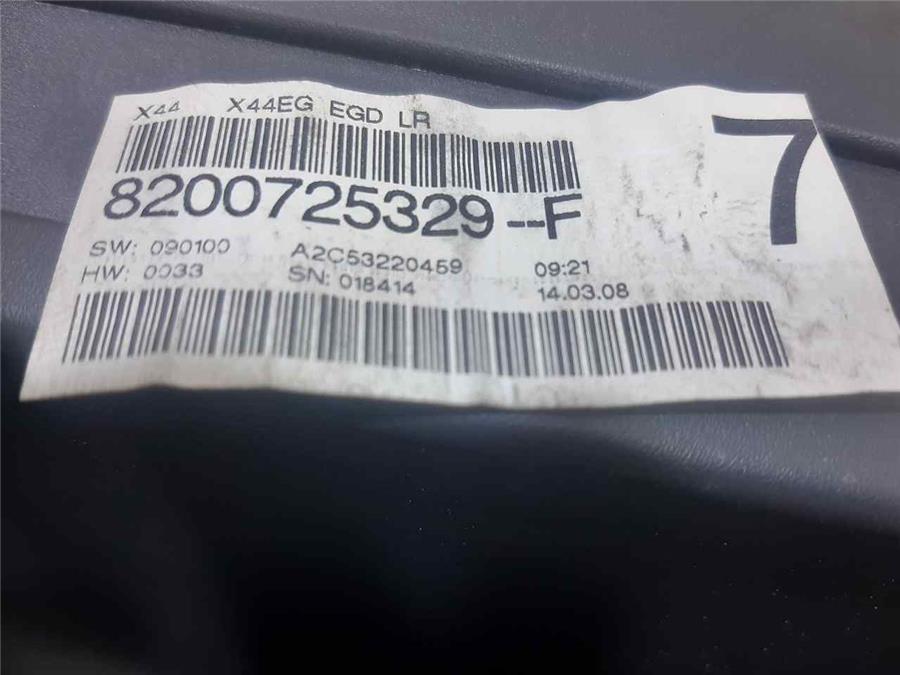 X44 X44EG EGD LR
7
8200725329--F
SW: 090100 A2C53220459 09:21
HW: 0033 SN: 018414 14.03.08